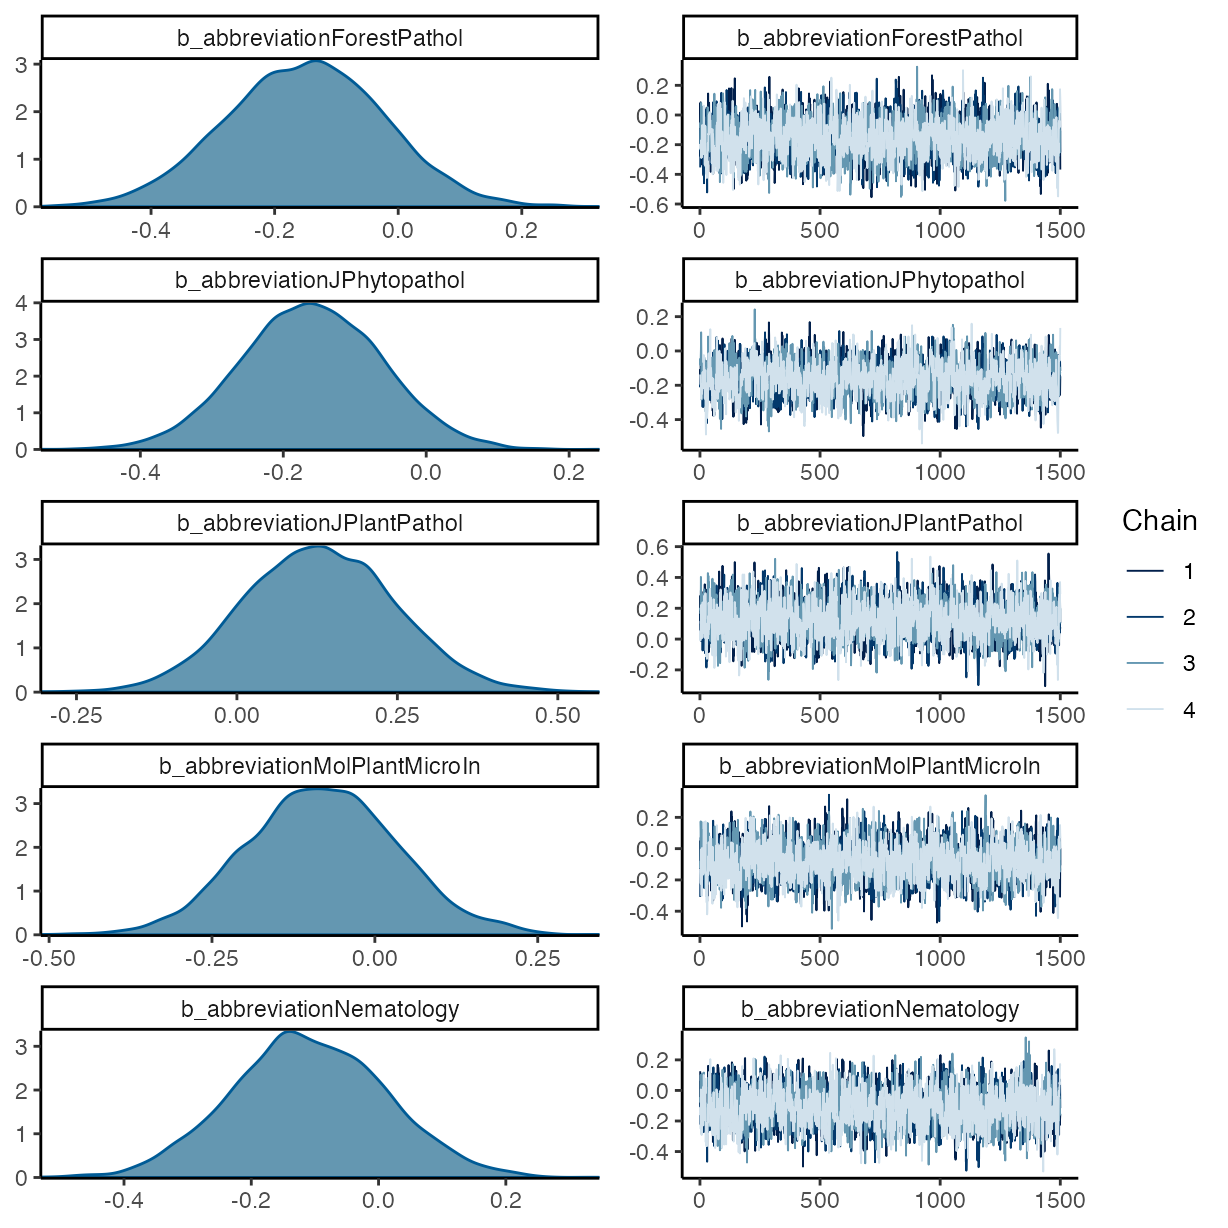 b_abbreviationForestPathol
3
2
1
0
-0.4 -0.2 0.0 0.2
b_abbreviationForestPathol
0.2
0.0
-0.2
-0.4
-0.6
0 500 1000 1500
b_abbreviationJPhytopathol
4
3
2
1
0
-0.4 -0.2 0.0 0.2
b_abbreviationJPhytopathol
0.2
0.0
-0.2
-0.4
0 500 1000 1500
b_abbreviationJPlantPathol
3
2
1
0
-0.25 0.00 0.25 0.50
b_abbreviationJPlantPathol
0.6
0.4
0.2
0.0
-0.2
0 500 1000 1500
b_abbreviationMolPlantMicroIn
3
2
1
0
-0.50 -0.25 0.00 0.25
b_abbreviationMolPlantMicroIn
0.2
0.0
-0.2
-0.4
0 500 1000 1500
b_abbreviationNematology
3
2
1
0
-0.4 -0.2 0.0 0.2
b_abbreviationNematology
0.2
0.0
-0.2
-0.4
0 500 1000 1500
Chain
1
2
3
4